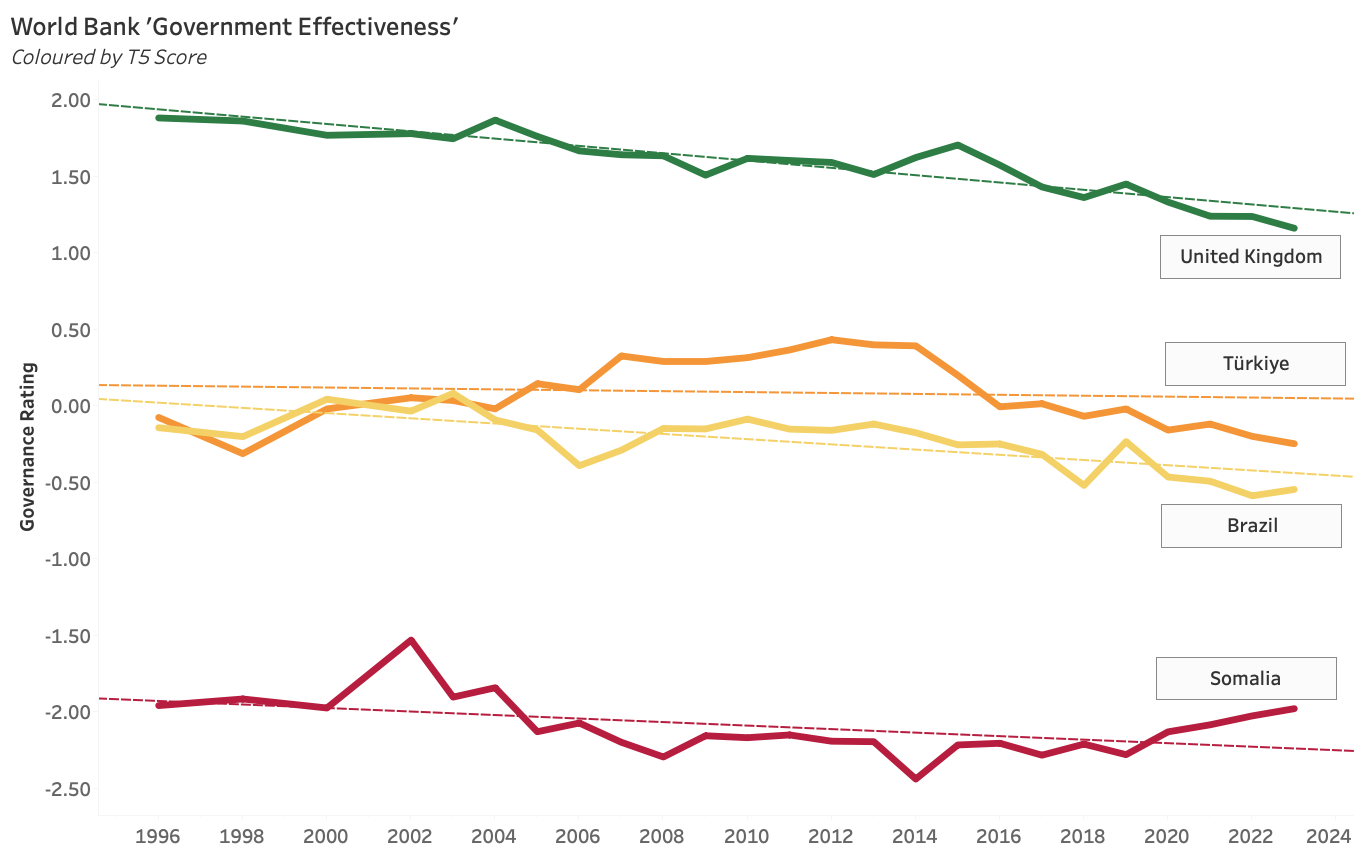 World Bank 'Government Effectiveness'
Coloured by T5 Score
Governance Rating
2.00
1.50
1.00
0.50
0.00
-0.50
-1.00
-1.50
-2.00
-2.50
United Kingdom
Türkiye
Brazil
Somalia
1996 1998 2000 2002 2004 2006 2008 2010 2012 2014 2016 2018 2020 2022 2024